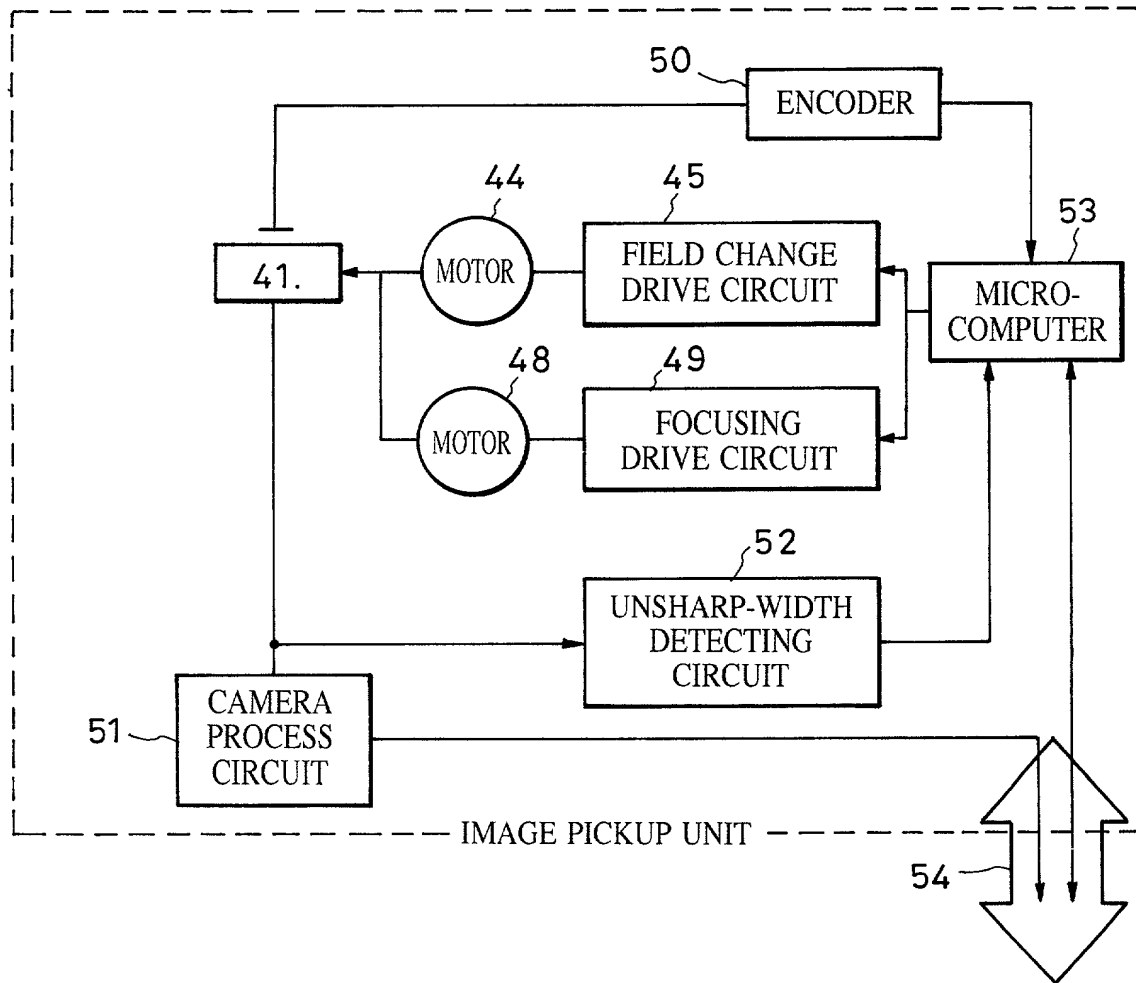 50
ENCODER
44
45
53
41.
MOTOR
FIELD CHANGE
DRIVE CIRCUIT
MICRO-
COMPUTER
48
49
MOTOR
FOCUSING
DRIVE CIRCUIT
52
UNSHARP-WIDTH
DETECTING
CIRCUIT
51
CAMERA
PROCESS
CIRCUIT
IMAGE PICKUP UNIT
54